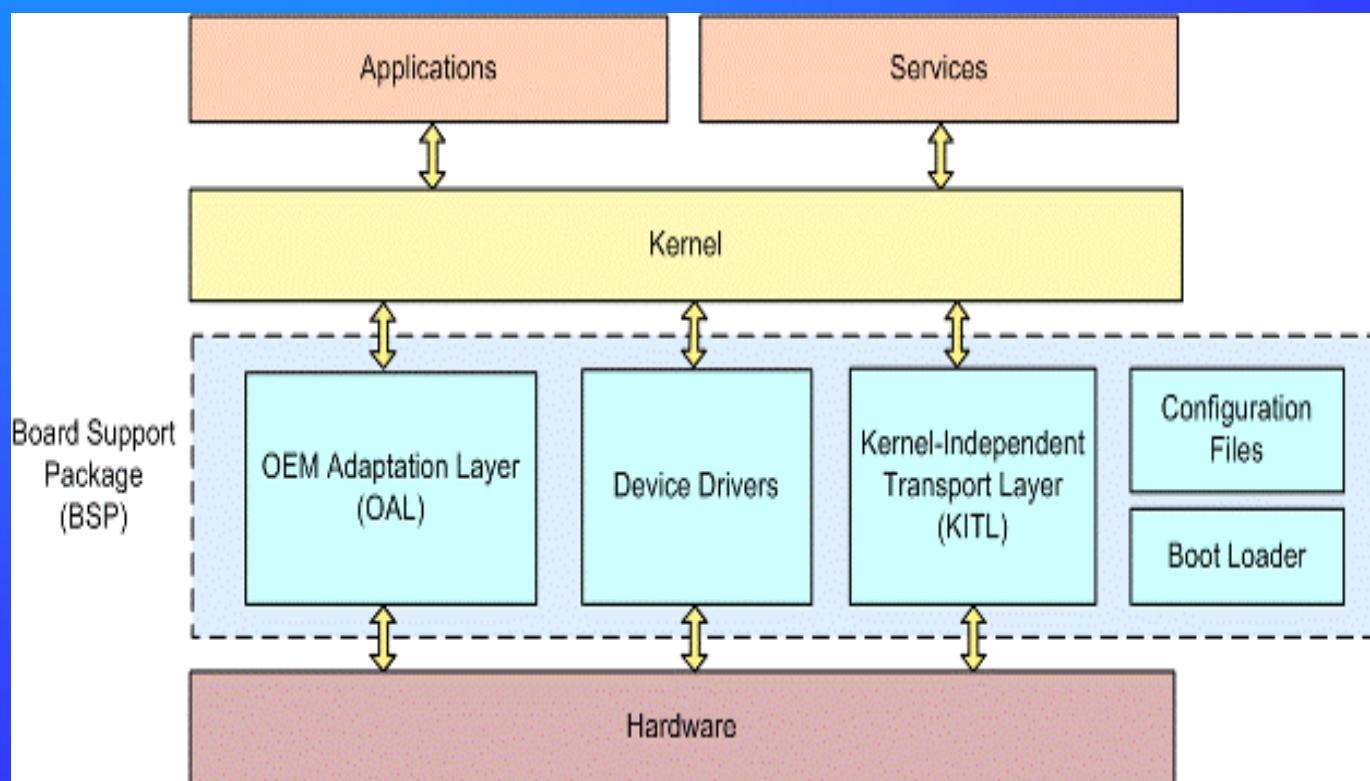 Applications
Services
Kernel
Board Support
Package
(BSP)
OEM Adaptation Layer
(OAL)
Device Drivers
Kernel-Independent
Transport Layer
(KITL)
Configuration
Files
Boot Loader
Hardware